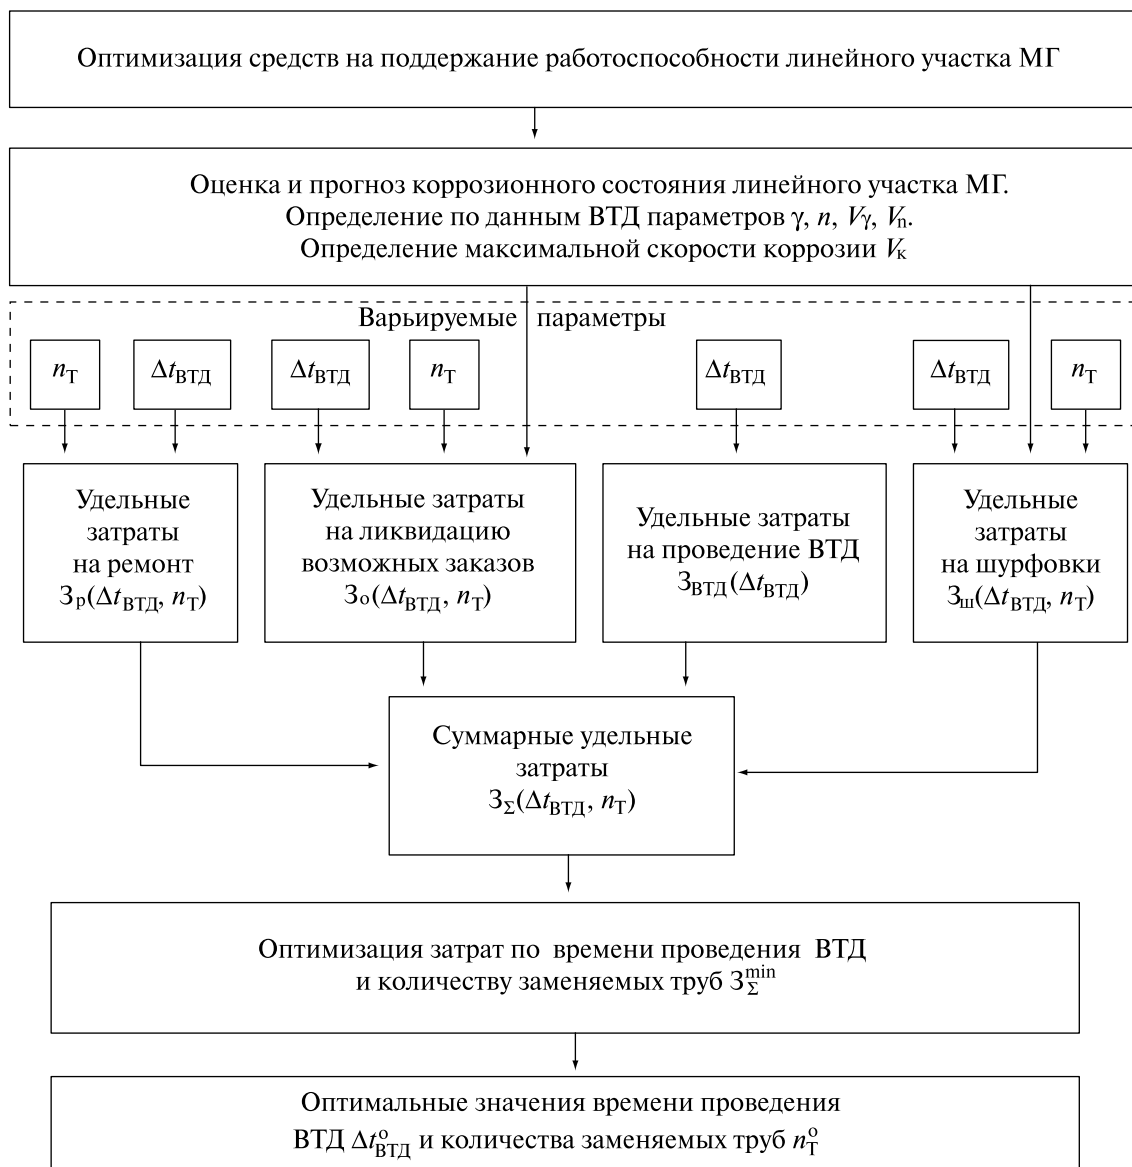 Оптимизация средств на поддержание работоспособности линейного участка МГ
Оценка и прогноз коррозионного состояния линейного участка МГ.
Определение по данным ВТД параметров γ, n, Vγ, Vn.
Определение максимальной скорости коррозии Vк
Варьируемые параметры
nТ
ΔtВТД
ΔtВТД
nТ
ΔtВТД
ΔtВТД
nТ
Удельные
затраты
на ремонт
Зр(ΔtВТД, nТ)
Удельные затраты
на ликвидацию
возможных заказов
Зо(ΔtВТД, nТ)
Удельные затраты
на проведение ВТД
ЗВТД(ΔtВТД)
Удельные
затраты
на шурфовки
Зш(ΔtВТД, nТ)
Суммарные удельные
затраты
ЗΣ(ΔtВТД, nТ)
Оптимизация затрат по времени проведения ВТД
и количеству заменяемых труб ЗΣmin
Оптимальные значения времени проведения
ВТД ΔtВТДо и количества заменяемых труб nТо